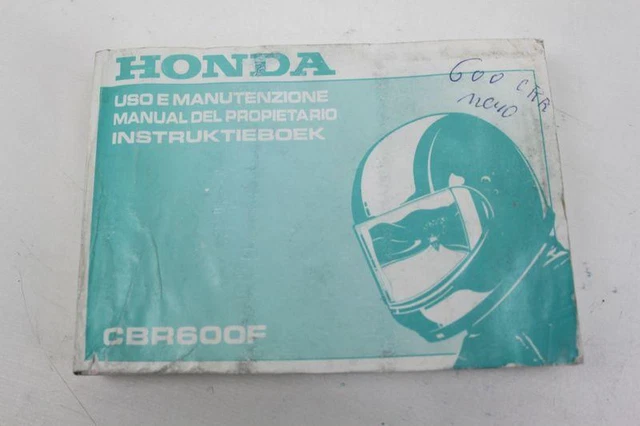 HONDA
USO E MANUTENZIONE
MANUAL DEL PROPIETARIO
INSTRUKTIEBOEK
600 CBR
CBR600F